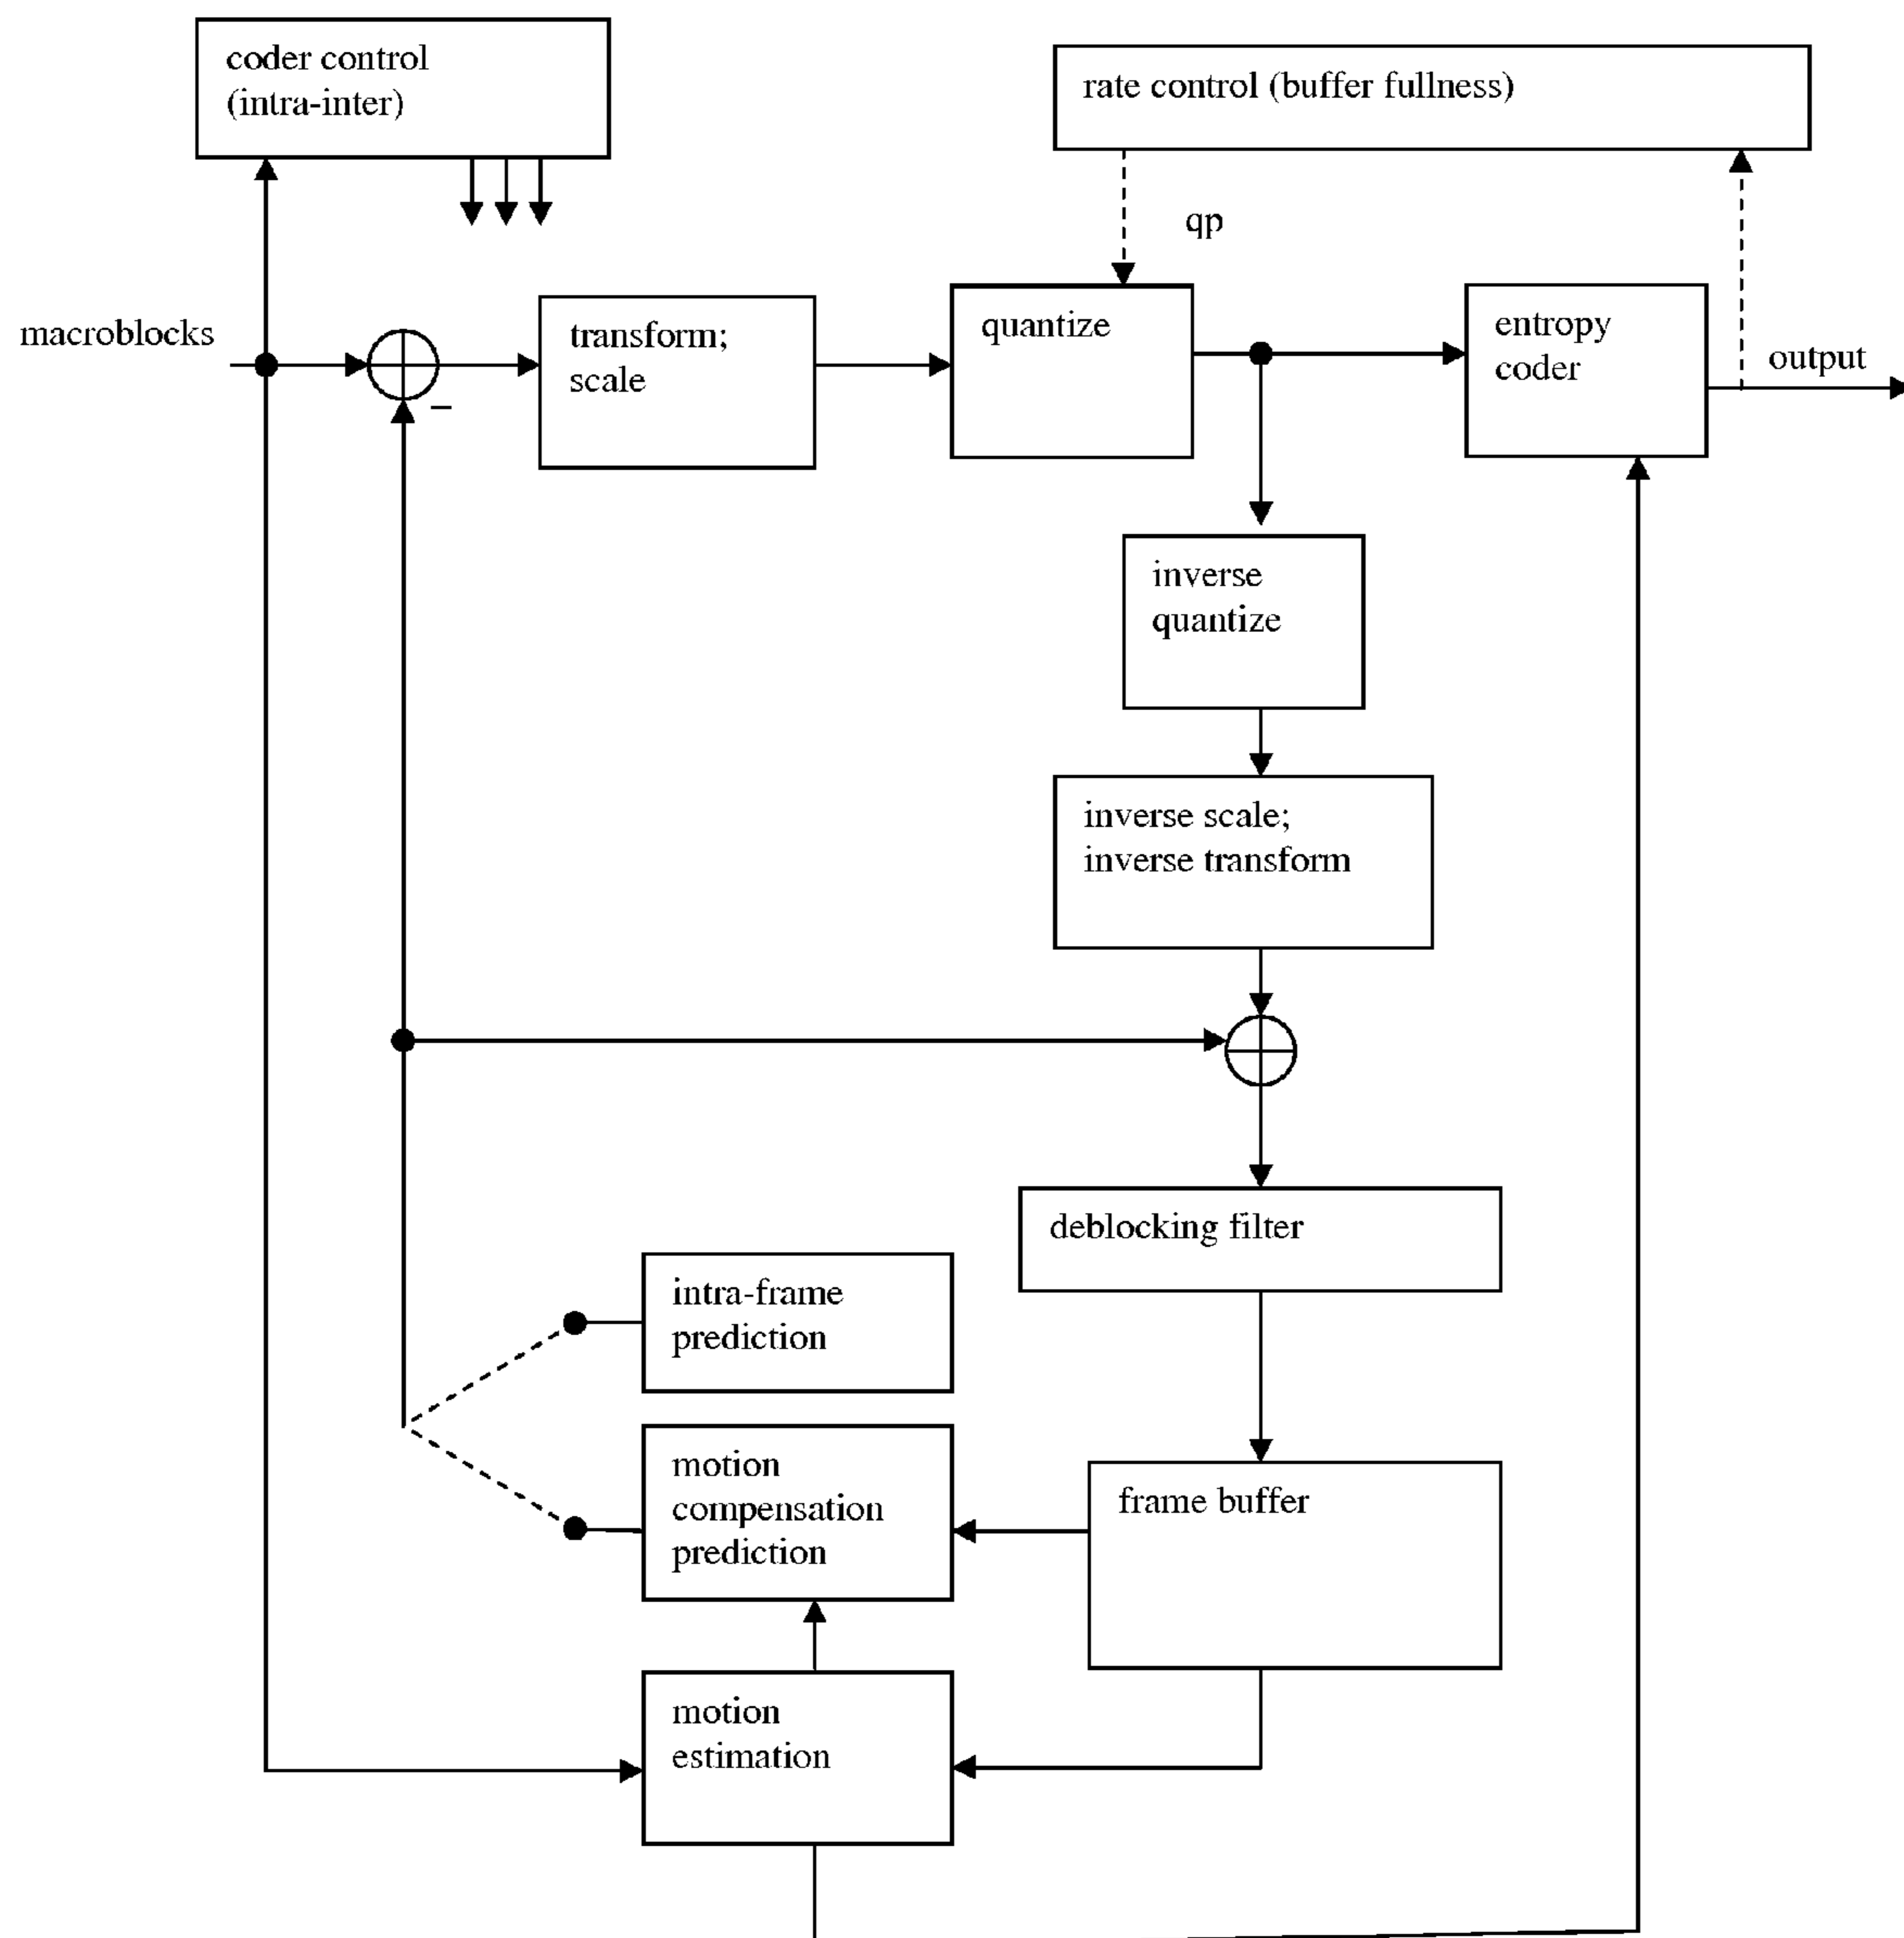 coder control
(intra-inter)
rate control (buffer fullness)
qp
macroblocks
transform;
scale
quantize
entropy
coder
output
–
inverse
quantize
inverse scale;
inverse transform
deblocking filter
intra-frame
prediction
motion
compensation
prediction
frame buffer
motion
estimation